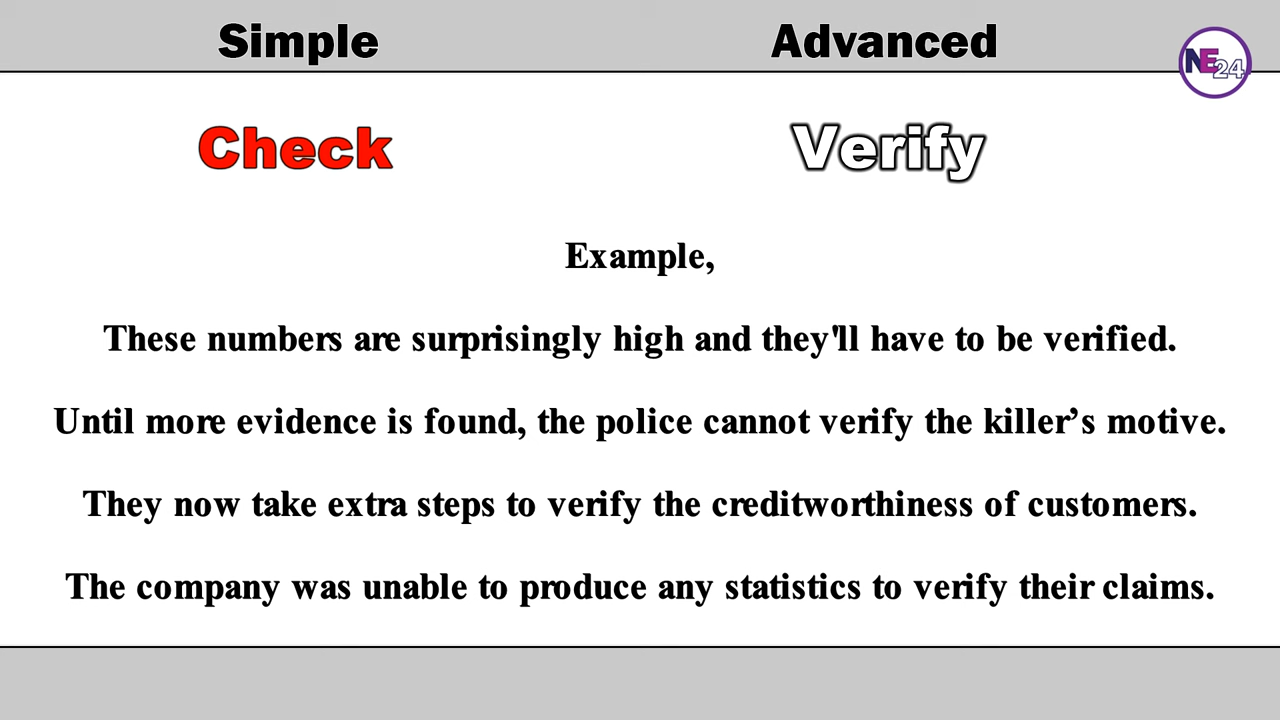 Simple Advanced
NE24
Check Verify
Example,
These numbers are surprisingly high and they'll have to be verified.
Until more evidence is found, the police cannot verify the killer’s motive.
They now take extra steps to verify the creditworthiness of customers.
The company was unable to produce any statistics to verify their claims.